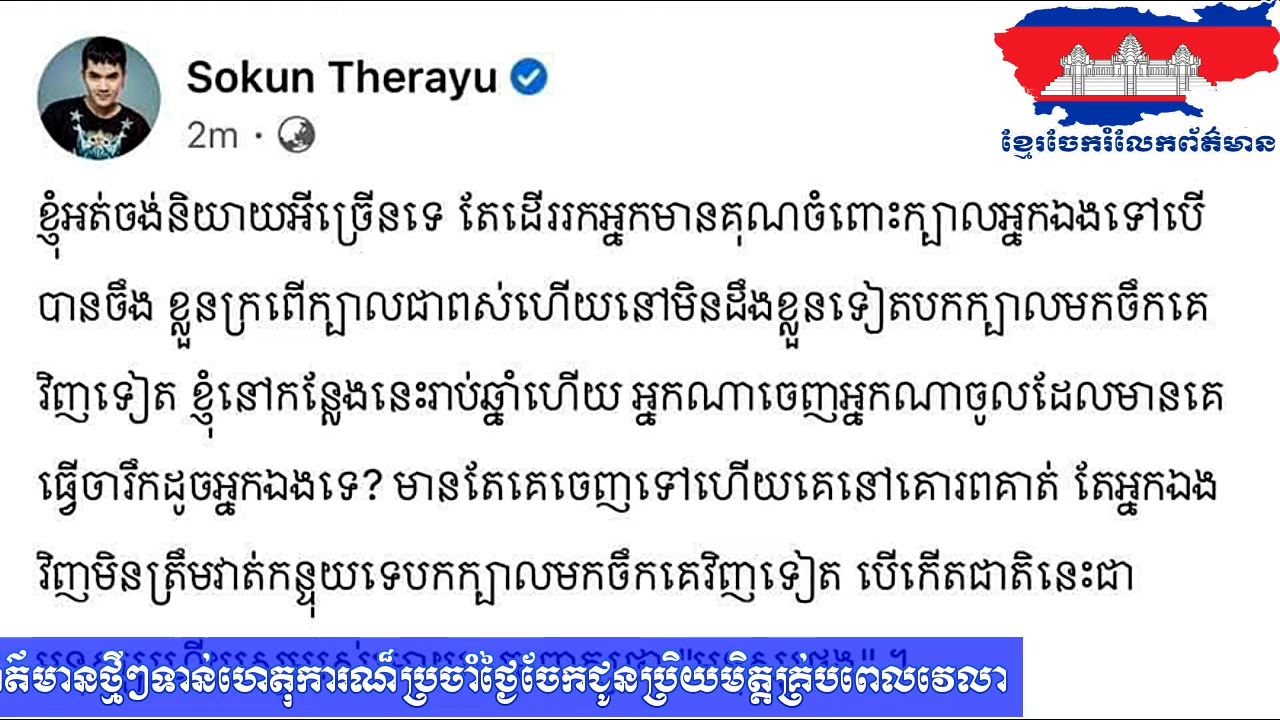 Sokun Therayu
2m ·
ខ្មែរចែករំលែកព័ត៌មាន
ខ្ញុំអត់ចង់និយាយអីច្រើនទេ តែដើររកអ្នកមានគុណចំពោះក្បាលអ្នកឯងទៅបើ
បានចឹង ខ្លួនក្រពើក្បាលជាពស់ហើយនៅមិនដឹងខ្លួនទៀតបកក្បាលមកចឹកគេ
វិញទៀត ខ្ញុំនៅកន្លែងនេះរាប់ឆ្នាំហើយ អ្នកណាចេញអ្នកណាចូលដែលមានគេ
ធ្វើចារឹកដូចអ្នកឯងទេ? មានតែគេចេញទៅហើយគេនៅគោរពគាត់ តែអ្នកឯង
វិញមិនត្រឹមវាត់កន្ទុយទេបកក្បាលមកចឹកគេវិញទៀត បើកើតជាតិនេះជា
ព័ត៌មានថ្មីៗទាន់ហេតុការណ៍ប្រចាំថ្ងៃចែកជូនប្រិយមិត្តគ្រប់ពេលវេលា